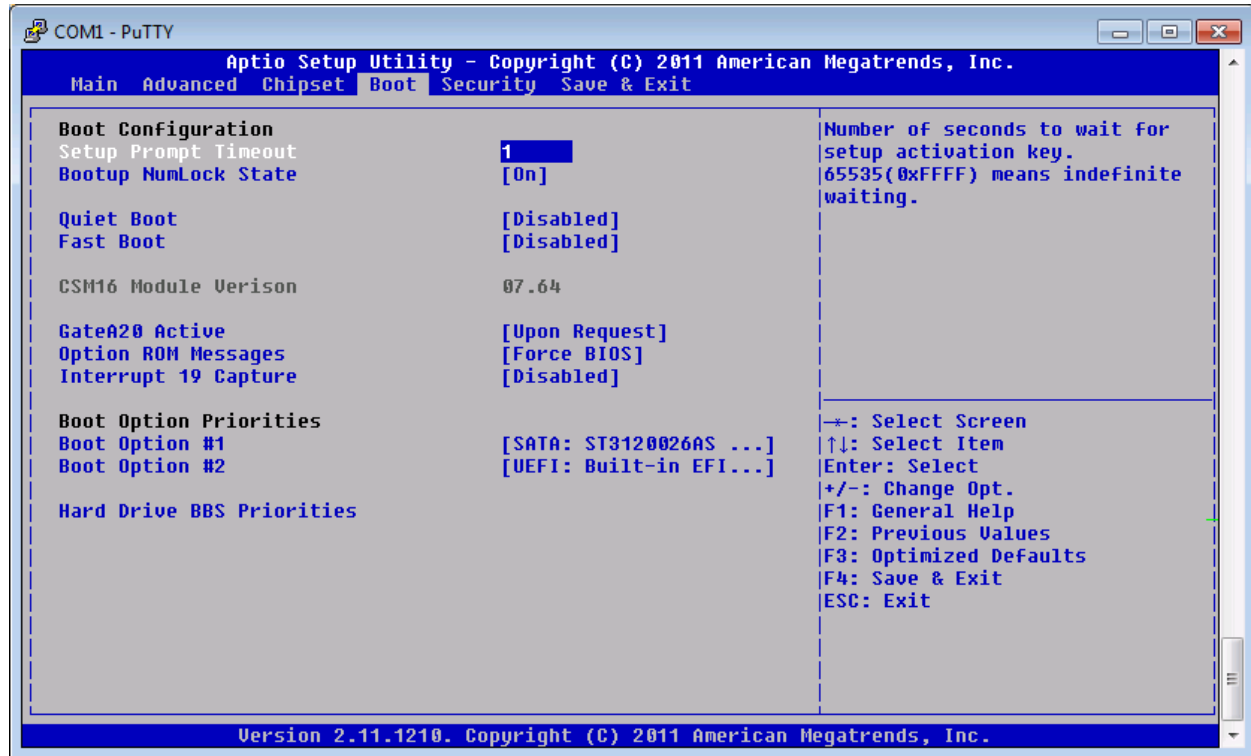 COM1 - PuTTY
Aptio Setup Utility - Copyright (C) 2011 American Megatrends, Inc.
Main Advanced Chipset Boot Security Save & Exit
Boot Configuration
Setup Prompt Timeout 1
Bootup NumLock State [On]
Quiet Boot [Disabled]
Fast Boot [Disabled]
CSM16 Module Verison 07.64
GateA20 Active [Upon Request]
Option ROM Messages [Force BIOS]
Interrupt 19 Capture [Disabled]
Boot Option Priorities
Boot Option #1 [SATA: ST3120026AS ...]
Boot Option #2 [UEFI: Built-in EFI...]
Hard Drive BBS Priorities
Number of seconds to wait for
setup activation key.
65535(0xFFFF) means indefinite
waiting.
→←: Select Screen
↑↓: Select Item
Enter: Select
+/-: Change Opt.
F1: General Help
F2: Previous Values
F3: Optimized Defaults
F4: Save & Exit
ESC: Exit
Version 2.11.1210. Copyright (C) 2011 American Megatrends, Inc.